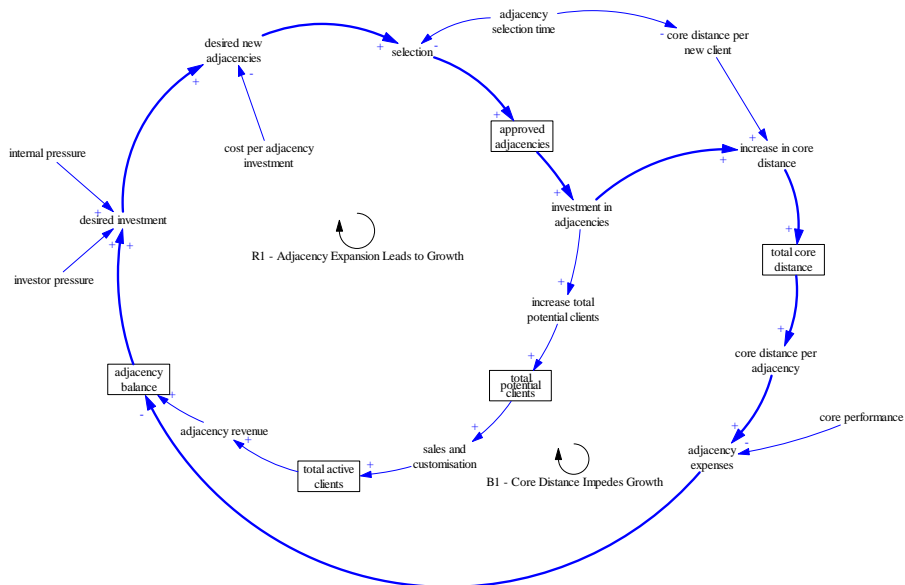 adjacency
selection time
core distance per
new client
desired new
adjacencies
selection
approved
adjacencies
cost per adjacency
investment
internal pressure
increase in core
distance
desired investment
investment in
adjacencies
R1 - Adjacency Expansion Leads to Growth
total core
distance
investor pressure
increase total
potential clients
core distance per
adjacency
adjacency
balance
total
potential
clients
core performance
adjacency revenue
sales and
customisation
adjacency
expenses
total active
clients
B1 - Core Distance Impedes Growth